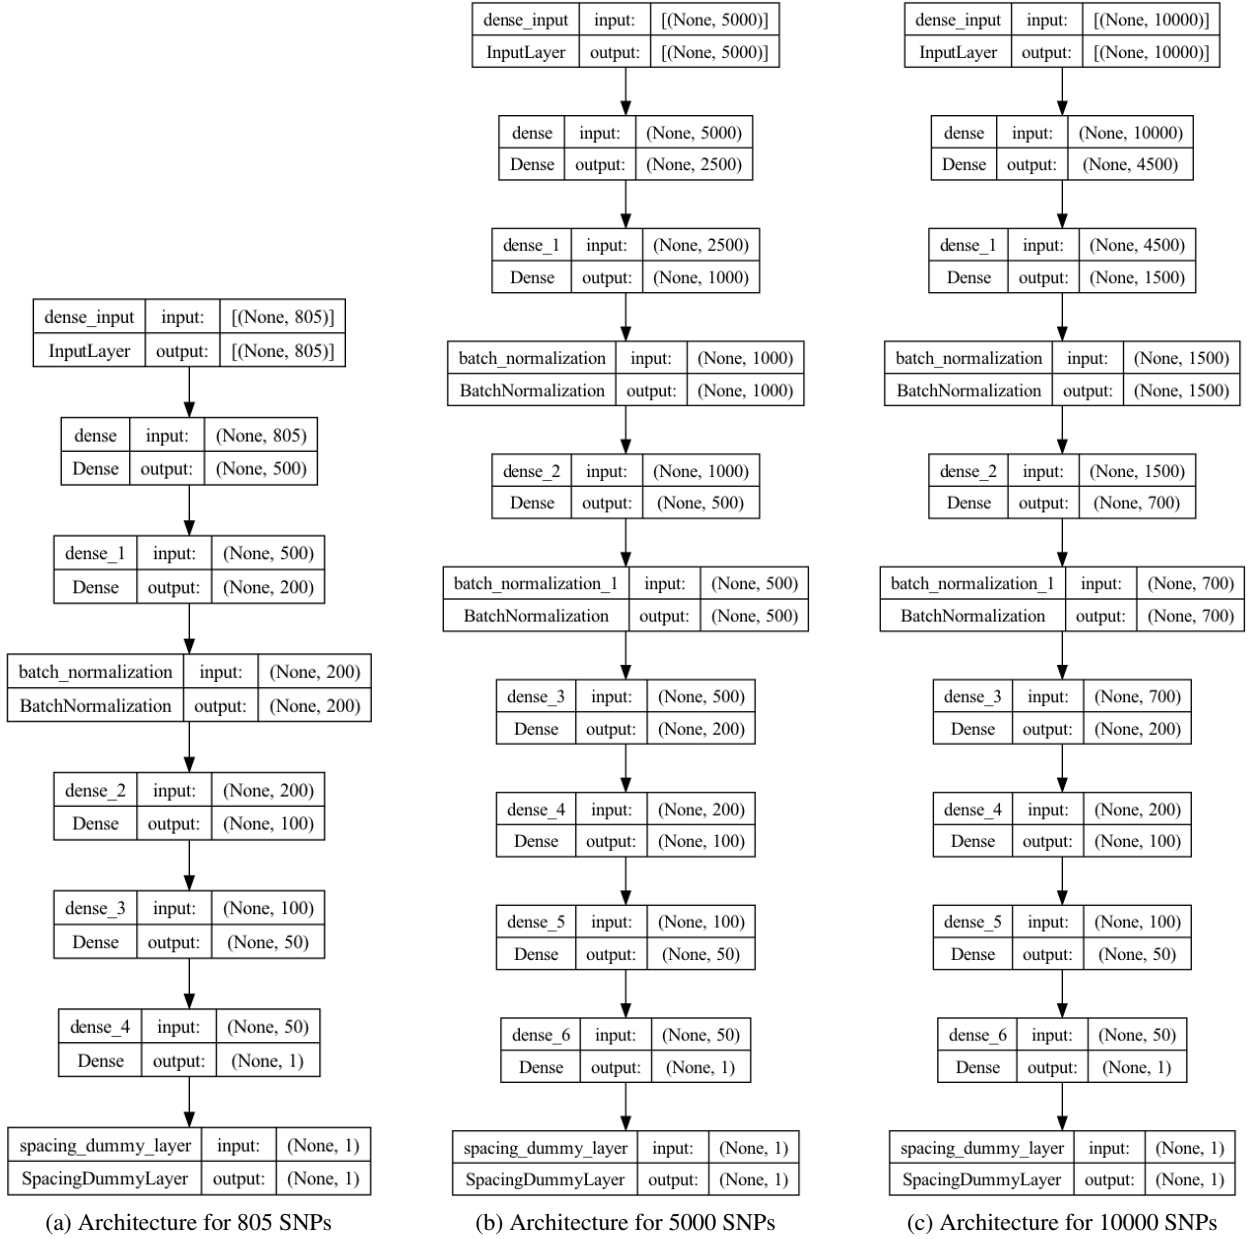 dense_input input: [(None, 805)]
InputLayer output: [(None, 805)]
dense input: (None, 805)
Dense output: (None, 500)
dense_1 input: (None, 500)
Dense output: (None, 200)
batch_normalization input: (None, 200)
BatchNormalization output: (None, 200)
dense_2 input: (None, 200)
Dense output: (None, 100)
dense_3 input: (None, 100)
Dense output: (None, 50)
dense_4 input: (None, 50)
Dense output: (None, 1)
spacing_dummy_layer input: (None, 1)
SpacingDummyLayer output: (None, 1)
(a) Architecture for 805 SNPs
dense_input input: [(None, 5000)]
InputLayer output: [(None, 5000)]
dense input: (None, 5000)
Dense output: (None, 2500)
dense_1 input: (None, 2500)
Dense output: (None, 1000)
batch_normalization input: (None, 1000)
BatchNormalization output: (None, 1000)
dense_2 input: (None, 1000)
Dense output: (None, 500)
batch_normalization_1 input: (None, 500)
BatchNormalization output: (None, 500)
dense_3 input: (None, 500)
Dense output: (None, 200)
dense_4 input: (None, 200)
Dense output: (None, 100)
dense_5 input: (None, 100)
Dense output: (None, 50)
dense_6 input: (None, 50)
Dense output: (None, 1)
spacing_dummy_layer input: (None, 1)
SpacingDummyLayer output: (None, 1)
(b) Architecture for 5000 SNPs
dense_input input: [(None, 10000)]
InputLayer output: [(None, 10000)]
dense input: (None, 10000)
Dense output: (None, 4500)
dense_1 input: (None, 4500)
Dense output: (None, 1500)
batch_normalization input: (None, 1500)
BatchNormalization output: (None, 1500)
dense_2 input: (None, 1500)
Dense output: (None, 700)
batch_normalization_1 input: (None, 700)
BatchNormalization output: (None, 700)
dense_3 input: (None, 700)
Dense output: (None, 200)
dense_4 input: (None, 200)
Dense output: (None, 100)
dense_5 input: (None, 100)
Dense output: (None, 50)
dense_6 input: (None, 50)
Dense output: (None, 1)
spacing_dummy_layer input: (None, 1)
SpacingDummyLayer output: (None, 1)
(c) Architecture for 10000 SNPs